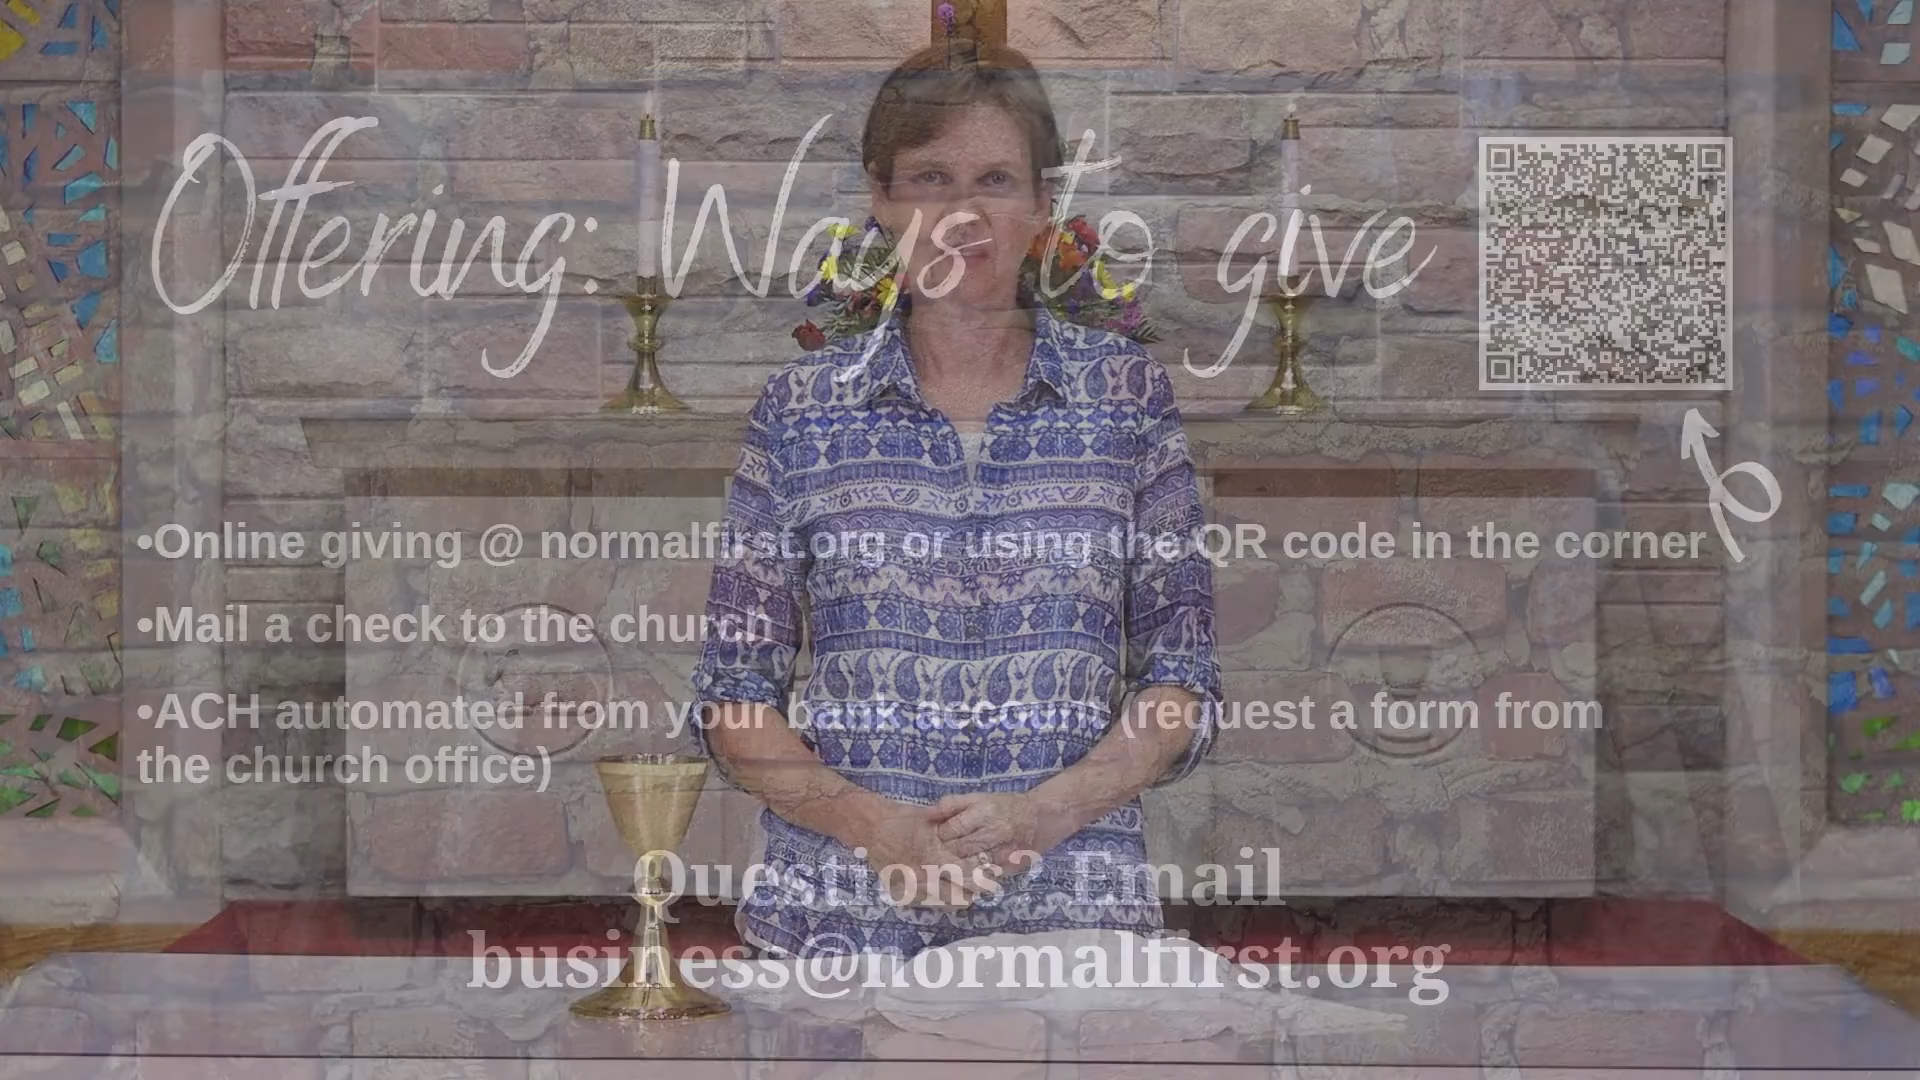 Offering: Ways to give
•Online giving @ normalfirst.org or using the QR code in the corner
•Mail a check to the church
•ACH automated from your bank account (request a form from
the church office)
Questions? Email
business@normalfirst.org